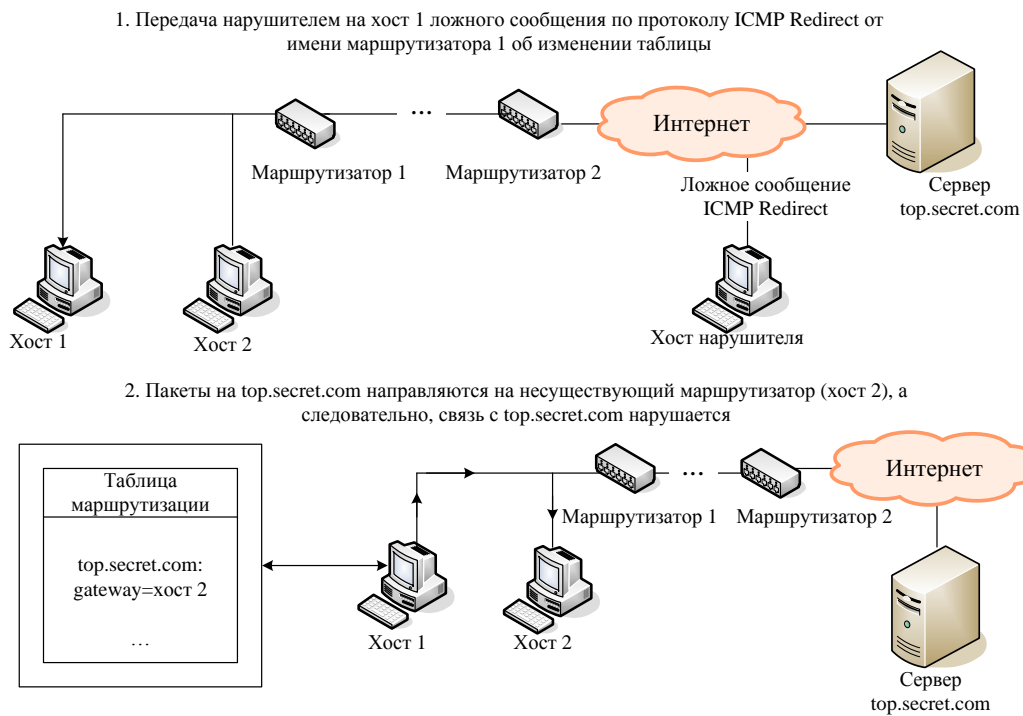 1. Передача нарушителем на хост 1 ложного сообщения по протоколу ICMP Redirect от
имени маршрутизатора 1 об изменении таблицы
...
Интернет
Маршрутизатор 1
Маршрутизатор 2
Ложное сообщение
ICMP Redirect
Сервер
top.secret.com
Хост 1
Хост 2
Хост нарушителя
2. Пакеты на top.secret.com направляются на несуществующий маршрутизатор (хост 2), а
следовательно, связь с top.secret.com нарушается
Таблица
маршрутизации
top.secret.com:
gateway=хост 2
...
...
Интернет
Маршрутизатор 1
Маршрутизатор 2
Хост 1
Хост 2
Сервер
top.secret.com